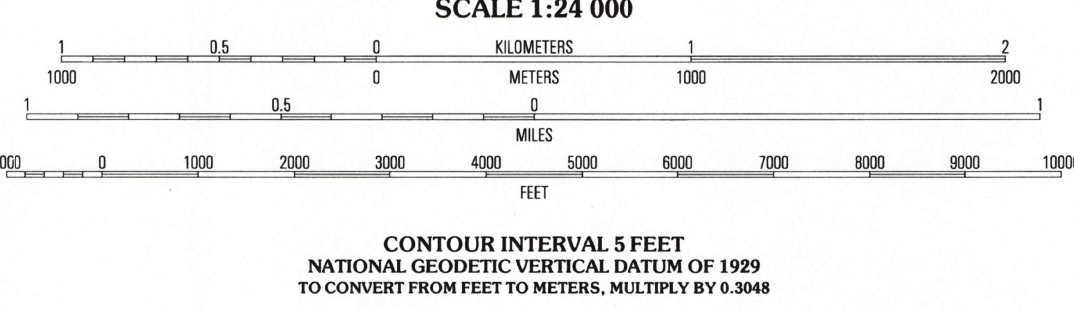 SCALE 1:24 000
1 0.5 0 KILOMETERS 1 2
1000 0 METERS 1000 2000
1 0.5 0 1
MILES
000 0 1000 2000 3000 4000 5000 6000 7000 8000 9000 1000
FEET
CONTOUR INTERVAL 5 FEET
NATIONAL GEODETIC VERTICAL DATUM OF 1929
TO CONVERT FROM FEET TO METERS, MULTIPLY BY 0.3048